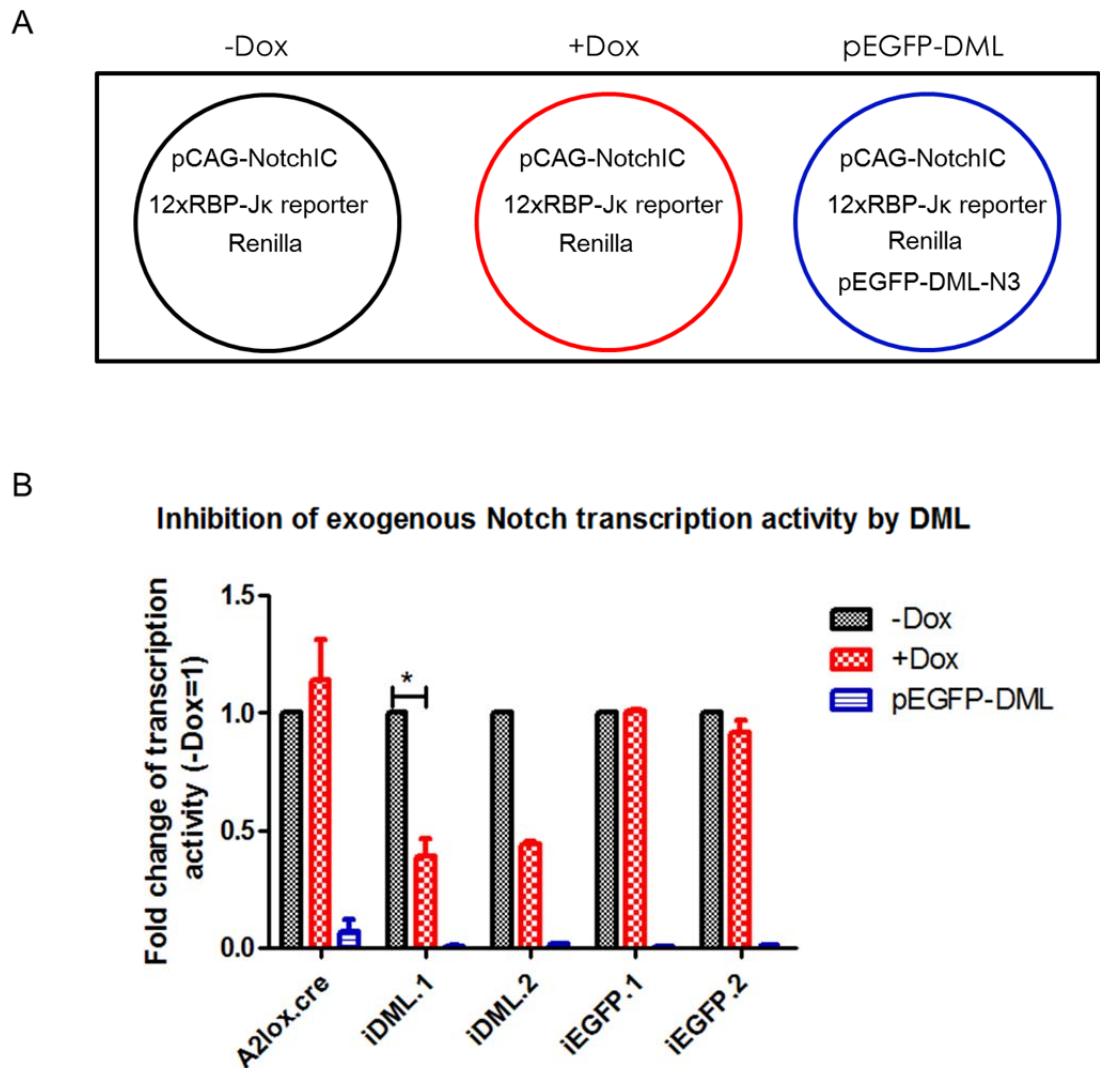 A
-Dox
+Dox
pEGFP-DML
pCAG-NotchIC
12xRBP-Jκ reporter
Renilla
pCAG-NotchIC
12xRBP-Jκ reporter
Renilla
pCAG-NotchIC
12xRBP-Jκ reporter
Renilla
pEGFP-DML-N3
B
Inhibition of exogenous Notch transcription activity by DML
Fold change of transcription
activity (-Dox=1)
1.5
1.0
0.5
0.0
*
A2lox.cre
iDML.1
iDML.2
iEGFP.1
iEGFP.2
-Dox
+Dox
pEGFP-DML